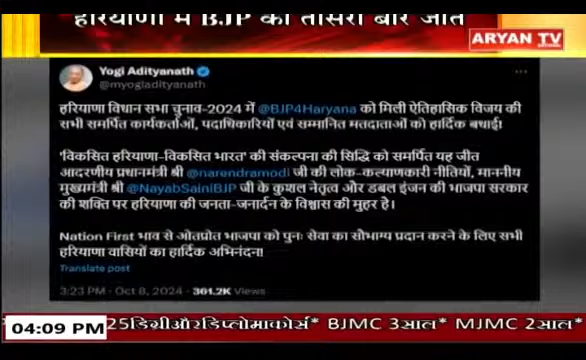 हरियाणा में BJP की तीसरी बार जीत
ARYAN TV
Yogi Adityanath
@myogiadityanath
हरियाणा विधान सभा चुनाव-2024 में @BJP4Haryana को मिली ऐतिहासिक विजय की
सभी समर्पित कार्यकर्ताओं, पदाधिकारियों एवं सम्मानित मतदाताओं को हार्दिक बधाई!
'विकसित हरियाणा-विकसित भारत' की संकल्पना की सिद्धि को समर्पित यह जीत
आदरणीय प्रधानमंत्री श्री @narendramodi जी की लोक-कल्याणकारी नीतियों, माननीय
मुख्यमंत्री श्री @NayabSainiBJP जी के कुशल नेतृत्व और डबल इंजन की भाजपा सरकार
की शक्ति पर हरियाणा की जनता-जनार्दन के विश्वास की मुहर है।
Nation First भाव से ओतप्रोत भाजपा को पुनः सेवा का सौभाग्य प्रदान करने के लिए सभी
हरियाणा वासियों का हार्दिक अभिनंदन!
Translate post
3:23 PM · Oct 8, 2024 · 361.2K Views
04:09 PM
25डिग्रीऔरडिप्लोमाकोर्स* BJMC 3साल* MJMC 2साल*